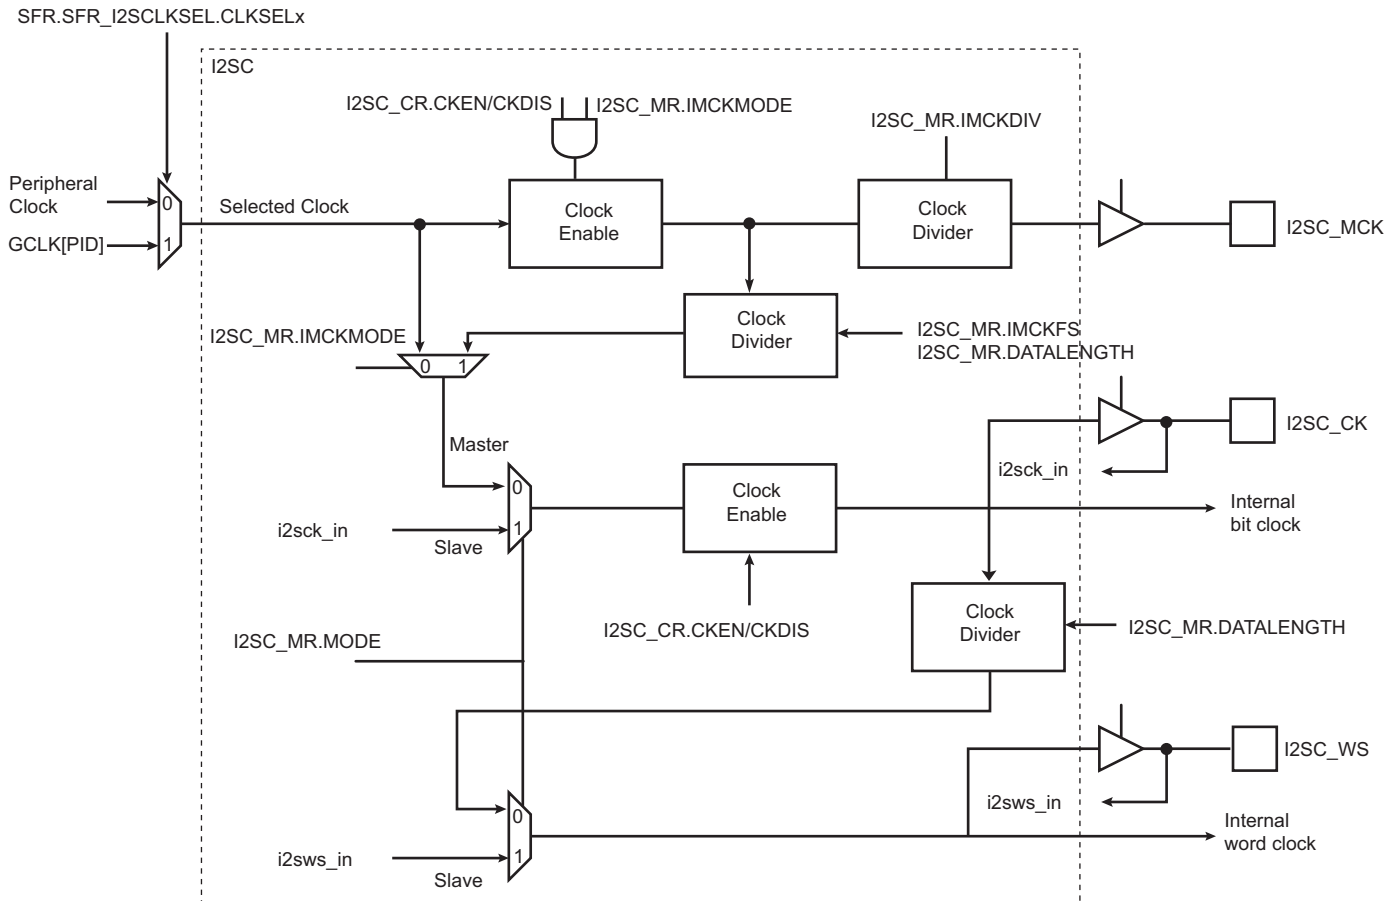 SFR.SFR_I2SCLKSEL.CLKSELx
I2SC
I2SC_CR.CKEN/CKDIS
I2SC_MR.IMCKMODE
I2SC_MR.IMCKDIV
Peripheral
Clock
0
GCLK[PID]
1
Selected Clock
Clock
Enable
Clock
Divider
I2SC_MCK
I2SC_MR.IMCKMODE
0
1
Clock
Divider
I2SC_MR.IMCKFS
I2SC_MR.DATALENGTH
I2SC_CK
i2sck_in
Master
0
i2sck_in
1
Slave
Clock
Enable
Internal
bit clock
I2SC_CR.CKEN/CKDIS
I2SC_MR.MODE
Clock
Divider
I2SC_MR.DATALENGTH
I2SC_WS
i2sws_in
0
i2sws_in
1
Slave
Internal
word clock